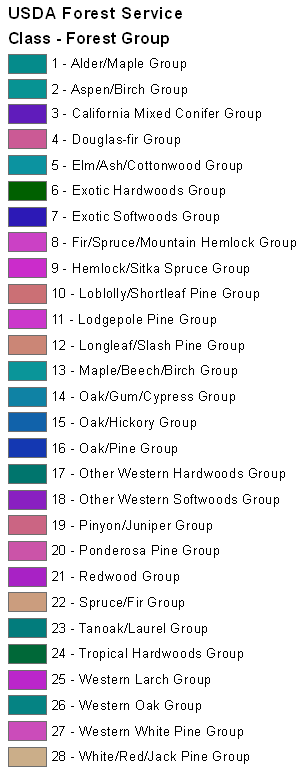 USDA Forest Service
Class - Forest Group
1 - Alder/Maple Group
2 - Aspen/Birch Group
3 - California Mixed Conifer Group
4 - Douglas-fir Group
5 - Elm/Ash/Cottonwood Group
6 - Exotic Hardwoods Group
7 - Exotic Softwoods Group
8 - Fir/Spruce/Mountain Hemlock Group
9 - Hemlock/Sitka Spruce Group
10 - Loblolly/Shortleaf Pine Group
11 - Lodgepole Pine Group
12 - Longleaf/Slash Pine Group
13 - Maple/Beech/Birch Group
14 - Oak/Gum/Cypress Group
15 - Oak/Hickory Group
16 - Oak/Pine Group
17 - Other Western Hardwoods Group
18 - Other Western Softwoods Group
19 - Pinyon/Juniper Group
20 - Ponderosa Pine Group
21 - Redwood Group
22 - Spruce/Fir Group
23 - Tanoak/Laurel Group
24 - Tropical Hardwoods Group
25 - Western Larch Group
26 - Western Oak Group
27 - Western White Pine Group
28 - White/Red/Jack Pine Group